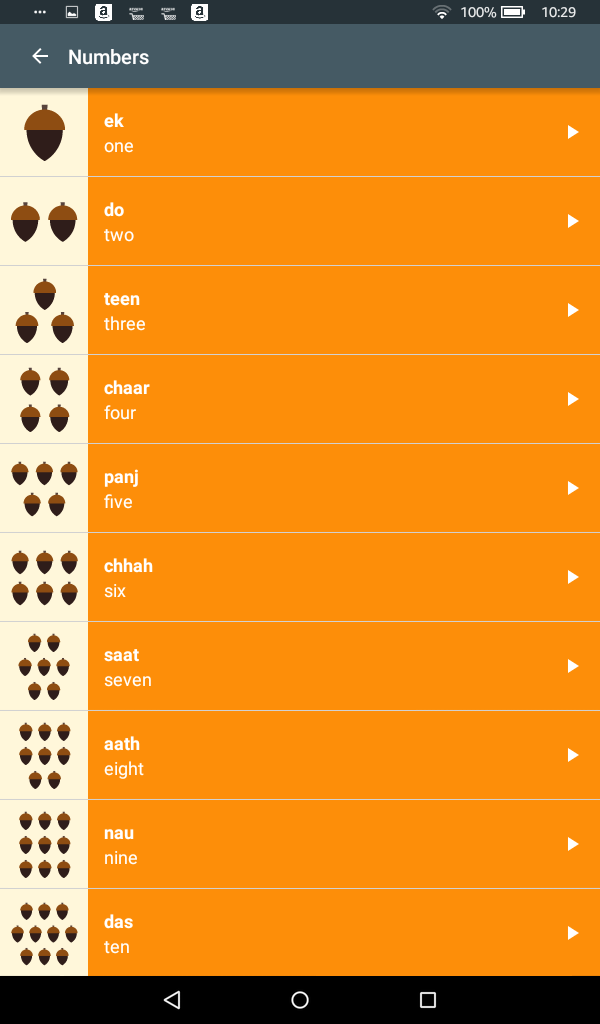 100% 10:29
Numbers
ek
one
do
two
teen
three
chaar
four
panj
five
chhah
six
saat
seven
aath
eight
nau
nine
das
ten